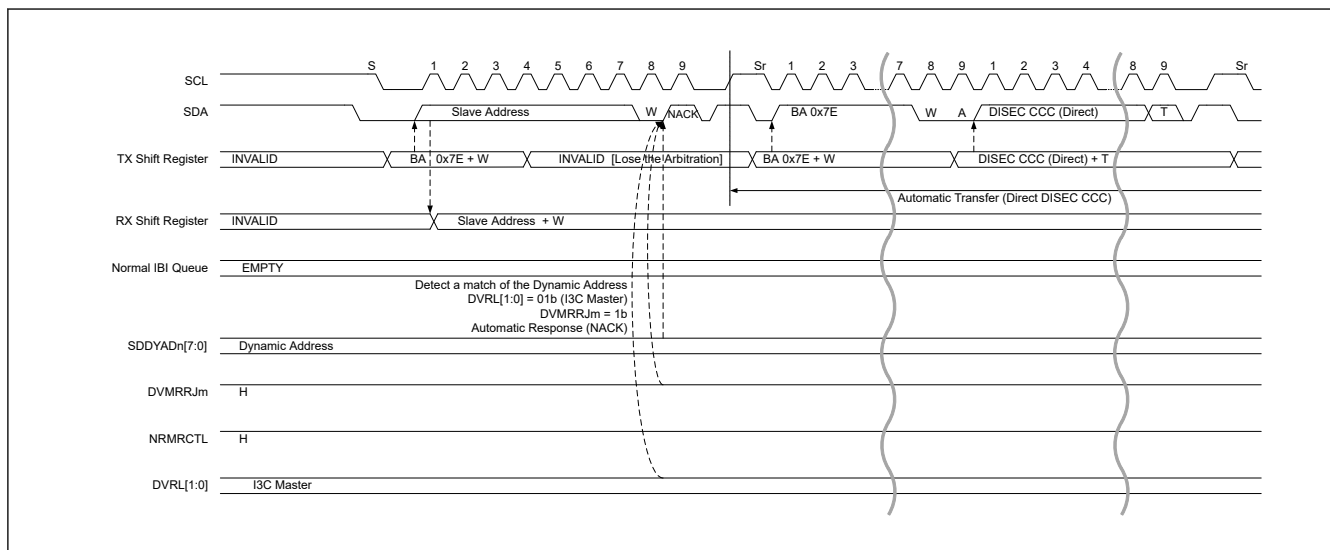 S 1 2 3 4 5 6 7 8 9 Sr 1 2 3 7 8 9 1 2 3 4 8 9 Sr
SCL
SDA Slave Address W NACK BA 0x7E W A DISEC CCC (Direct) T
TX Shift Register INVALID BA 0x7E + W INVALID [Lose the Arbitration] BA 0x7E + W DISEC CCC (Direct) + T
Automatic Transfer (Direct DISEC CCC)
RX Shift Register INVALID Slave Address + W
Normal IBI Queue EMPTY
Detect a match of the Dynamic Address
DVRL[1:0] = 01b (I3C Master)
DVMRRJm = 1b
Automatic Response (NACK)
SDDYADn[7:0] Dynamic Address
DVMRRJm H
NRMRCTL H
DVRL[1:0] I3C Master